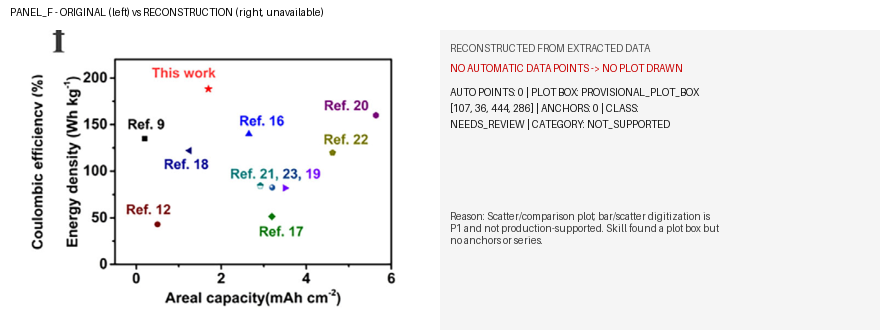 PANEL_F - ORIGINAL (left) vs RECONSTRUCTION (right, unavailable)
Coulombic efficiency (%)
Energy density (Wh kg⁻¹)
200
150
100
50
0
This work
Ref. 9
Ref. 16
Ref. 20
Ref. 22
Ref. 18
Ref. 21, 23, 19
Ref. 12
Ref. 17
0 2 4 6
Areal capacity(mAh cm⁻²)
RECONSTRUCTED FROM EXTRACTED DATA
NO AUTOMATIC DATA POINTS -> NO PLOT DRAWN
AUTO POINTS: 0 | PLOT BOX: PROVISIONAL_PLOT_BOX
[107, 36, 444, 286] | ANCHORS: 0 | CLASS:
NEEDS_REVIEW | CATEGORY: NOT_SUPPORTED
Reason: Scatter/comparison plot; bar/scatter digitization is
P1 and not production-supported. Skill found a plot box but
no anchors or series.